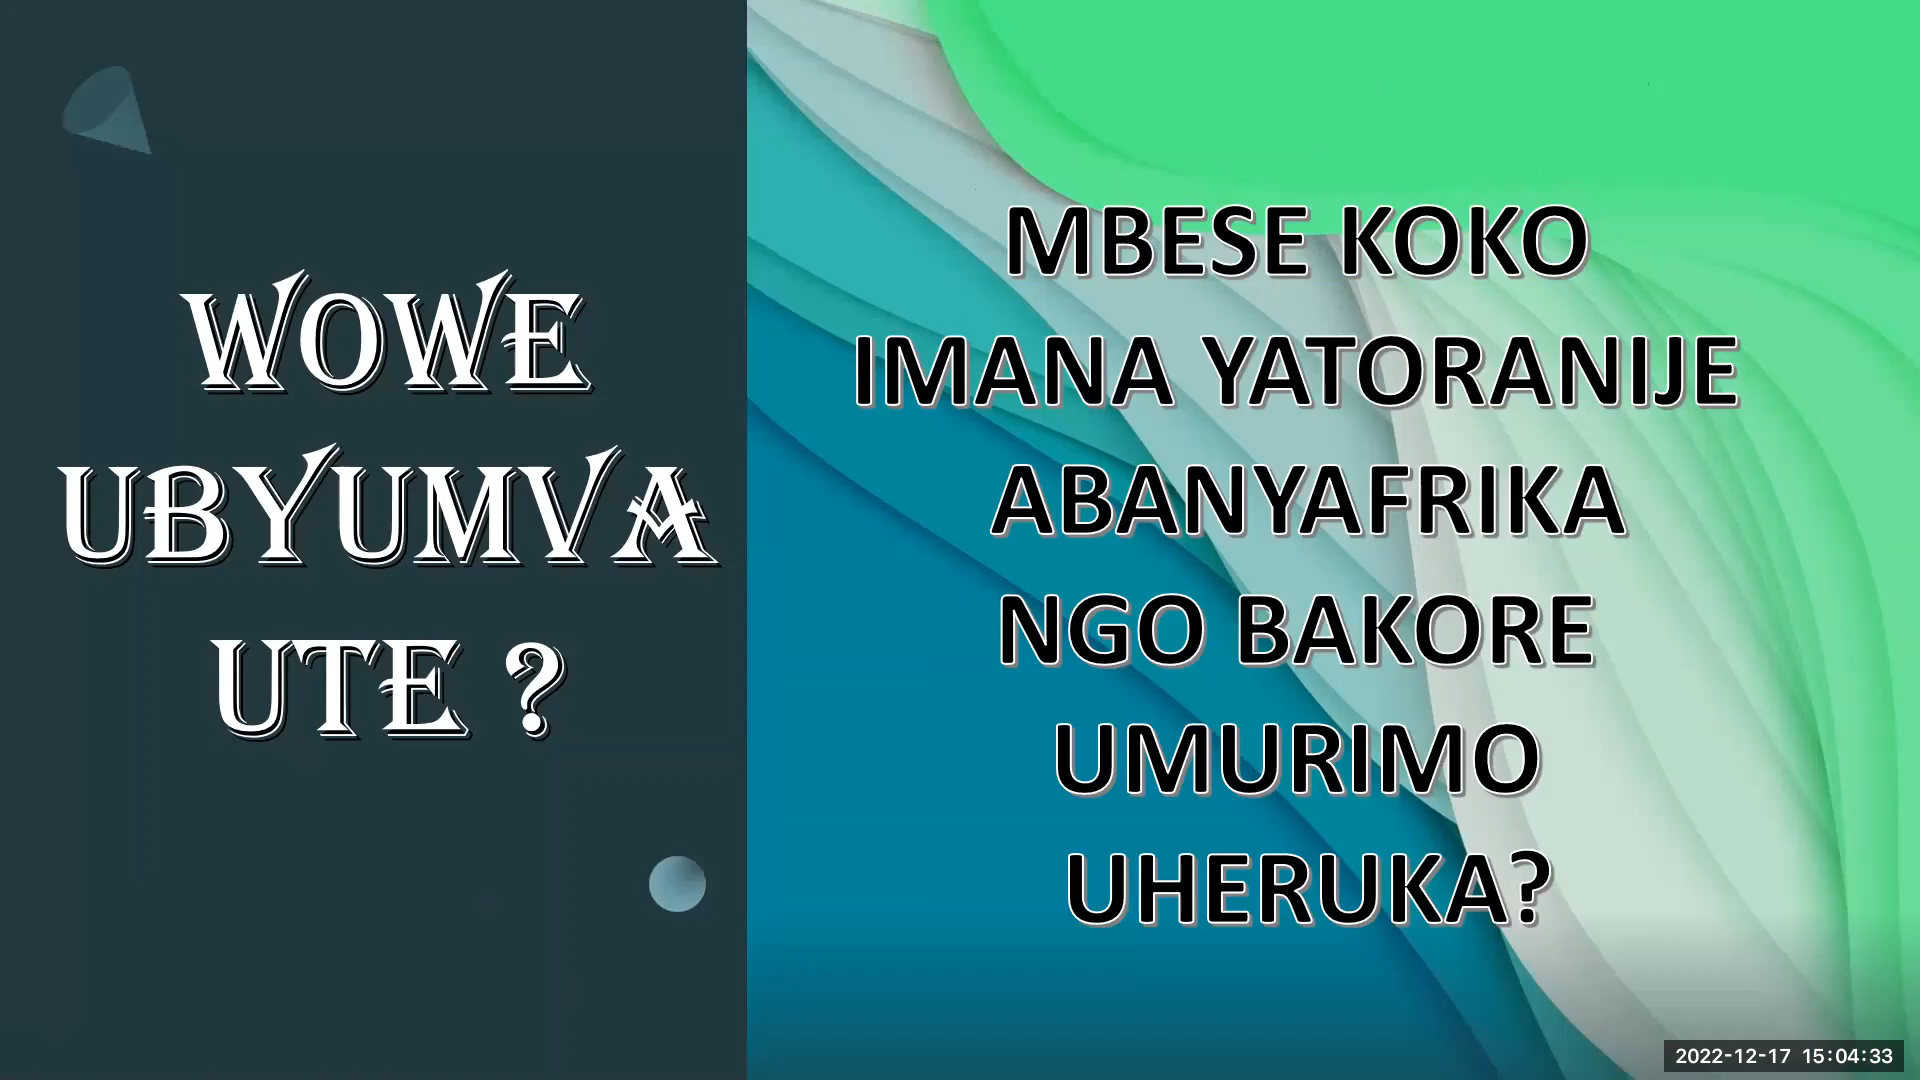 WOWE
UBYUMVA
UTE ?
MBESE KOKO
IMANA YATORANIJE
ABANYAFRIKA
NGO BAKORE
UMURIMO
UHERUKA?
2022-12-17 15:04:33